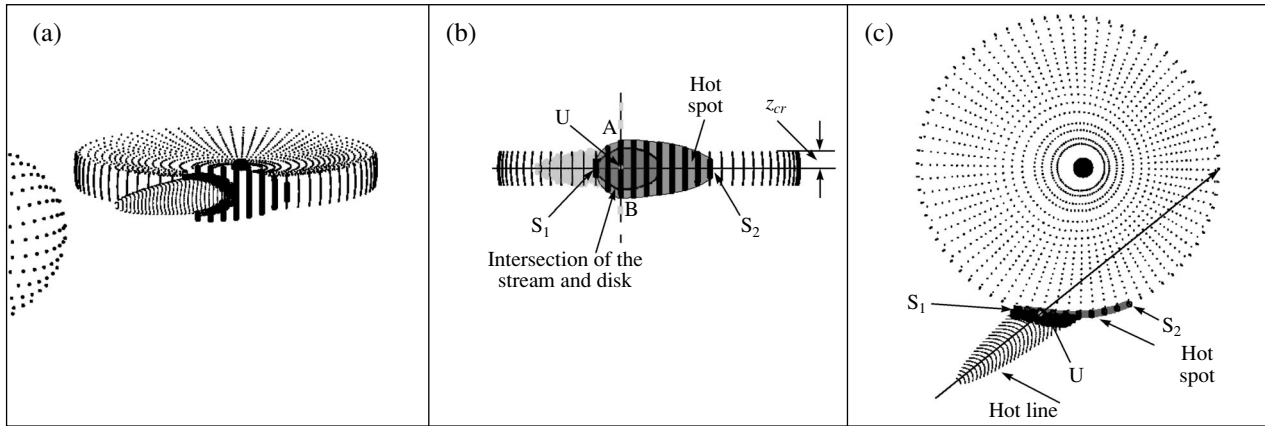 (a)
(b)
Hot
spot
z_cr
U
A
B
S₁
S₂
Intersection of the
stream and disk
(c)
S₁
S₂
Hot
spot
U
Hot line